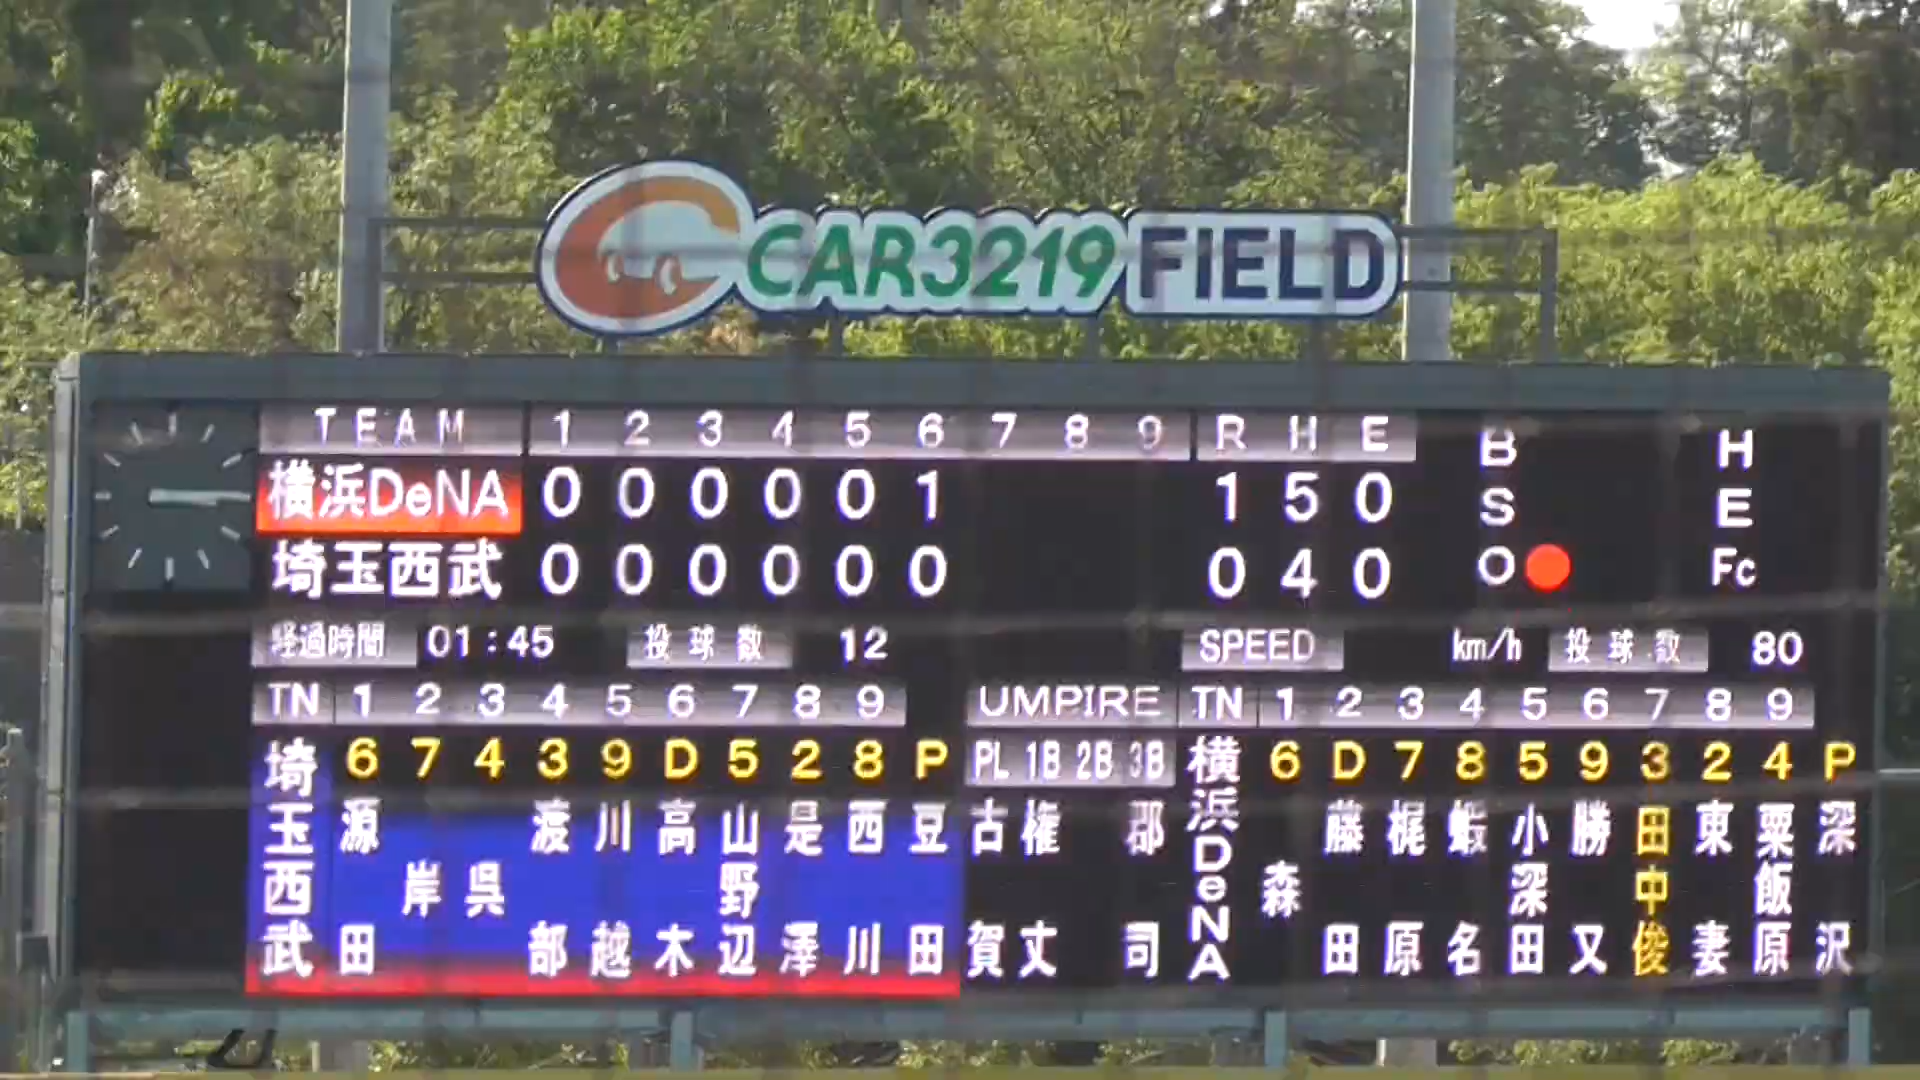 CAR3219 FIELD
TEAM 1 2 3 4 5 6 7 8 9 R H E
横浜DeNA 0 0 0 0 0 1 1 5 0
埼玉西武 0 0 0 0 0 0 0 4 0
B
S
O
H
E
Fc
経過時間 01:45 投球数 12
SPEED km/h 投球数 80
TN 1 2 3 4 5 6 7 8 9
埼玉西武
6 7 4 3 9 D 5 2 8 P
源田
岸
呉
渡部
川越
高木
山野辺
是澤
西川
豆田
UMPIRE
PL 1B 2B 3B
古賀
権丈
郡司
TN 1 2 3 4 5 6 7 8 9
横浜DeNA
6 D 7 8 5 9 3 2 4 P
森
藤田
梶原
蝦名
小深田
勝又
田中俊
東妻
粟飯原
深沢